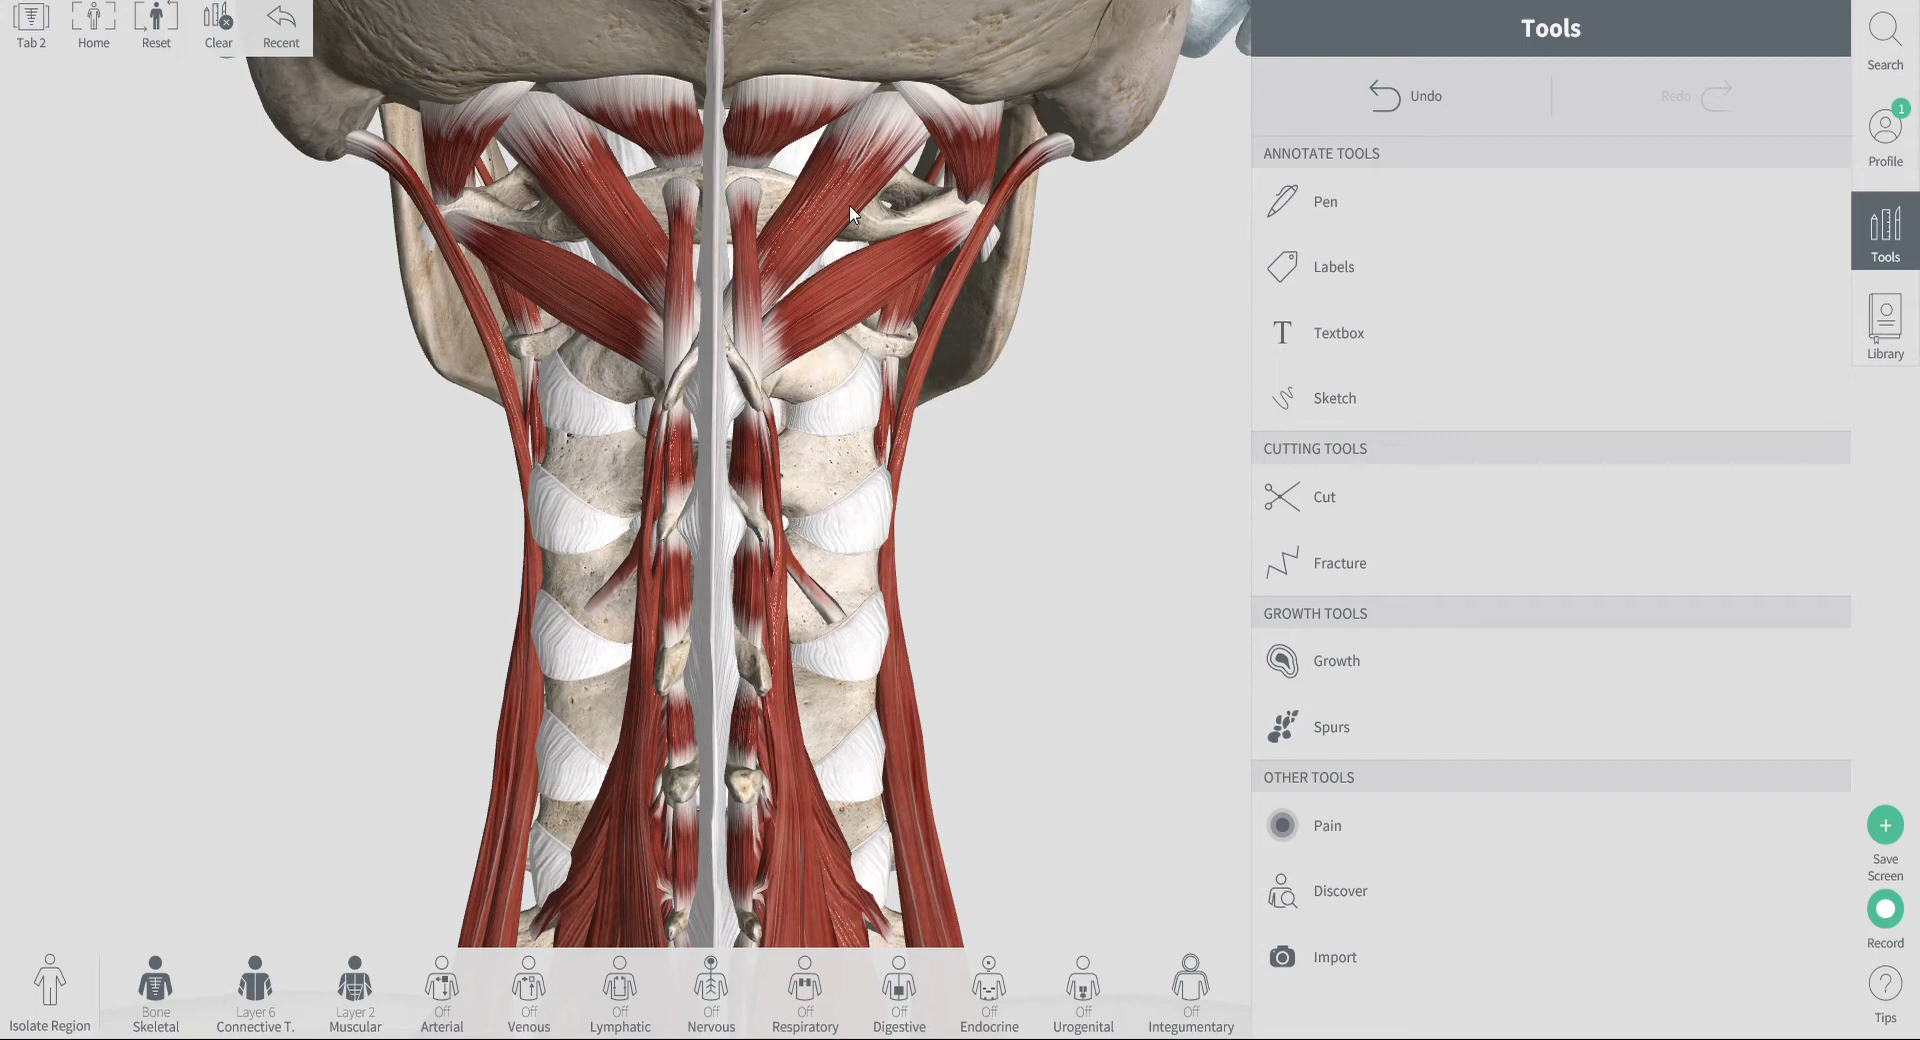 Tab 2
Home
Reset
Clear
Recent
Tools
Undo
Redo
ANNOTATE TOOLS
Pen
Labels
Textbox
Sketch
CUTTING TOOLS
Cut
Fracture
GROWTH TOOLS
Growth
Spurs
OTHER TOOLS
Pain
Discover
Import
Search
1
Profile
Tools
Library
Save
Screen
Record
Tips
Isolate Region
Bone
Skeletal
Layer 6
Connective T.
Layer 2
Muscular
Off
Arterial
Off
Venous
Off
Lymphatic
Off
Nervous
Off
Respiratory
Off
Digestive
Off
Endocrine
Off
Urogenital
Off
Integumentary